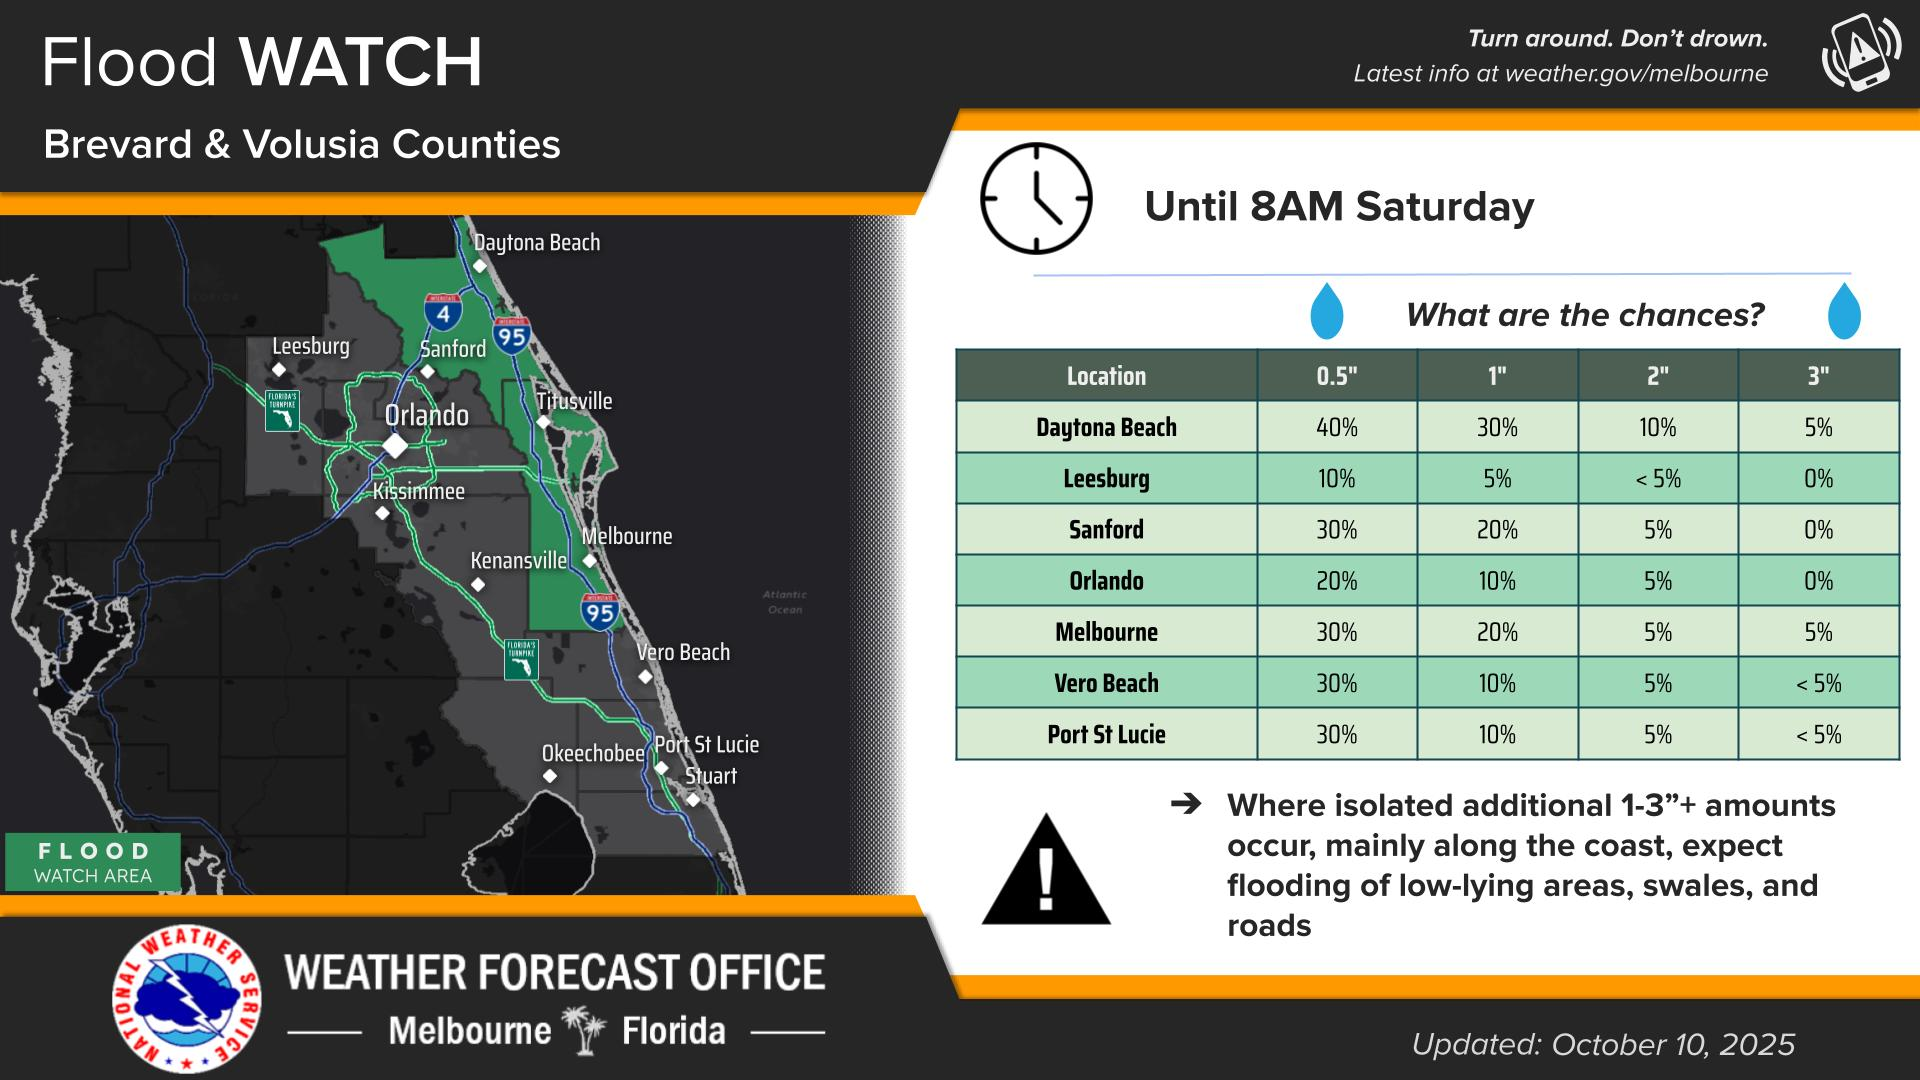 Flood WATCH
Brevard & Volusia Counties
Turn around. Don't drown.
Latest info at weather.gov/melbourne
Until 8AM Saturday
What are the chances?
Location 0.5" 1" 2" 3"
Daytona Beach 40% 30% 10% 5%
Leesburg 10% 5% < 5% 0%
Sanford 30% 20% 5% 0%
Orlando 20% 10% 5% 0%
Melbourne 30% 20% 5% 5%
Vero Beach 30% 10% 5% < 5%
Port St Lucie 30% 10% 5% < 5%
➔ Where isolated additional 1-3”+ amounts
occur, mainly along the coast, expect
flooding of low-lying areas, swales, and
roads
Daytona Beach
FLORIDA
INTERSTATE
4
INTERSTATE
95
Leesburg
Sanford
FLORIDA'S
TURNPIKE
Orlando
Titusville
Kissimmee
Melbourne
Kenansville
Atlantic
Ocean
INTERSTATE
95
FLORIDA'S
TURNPIKE
Vero Beach
Okeechobee
Port St Lucie
Stuart
FLOOD
WATCH AREA
NATIONAL WEATHER SERVICE
WEATHER FORECAST OFFICE
Melbourne Florida
Updated: October 10, 2025